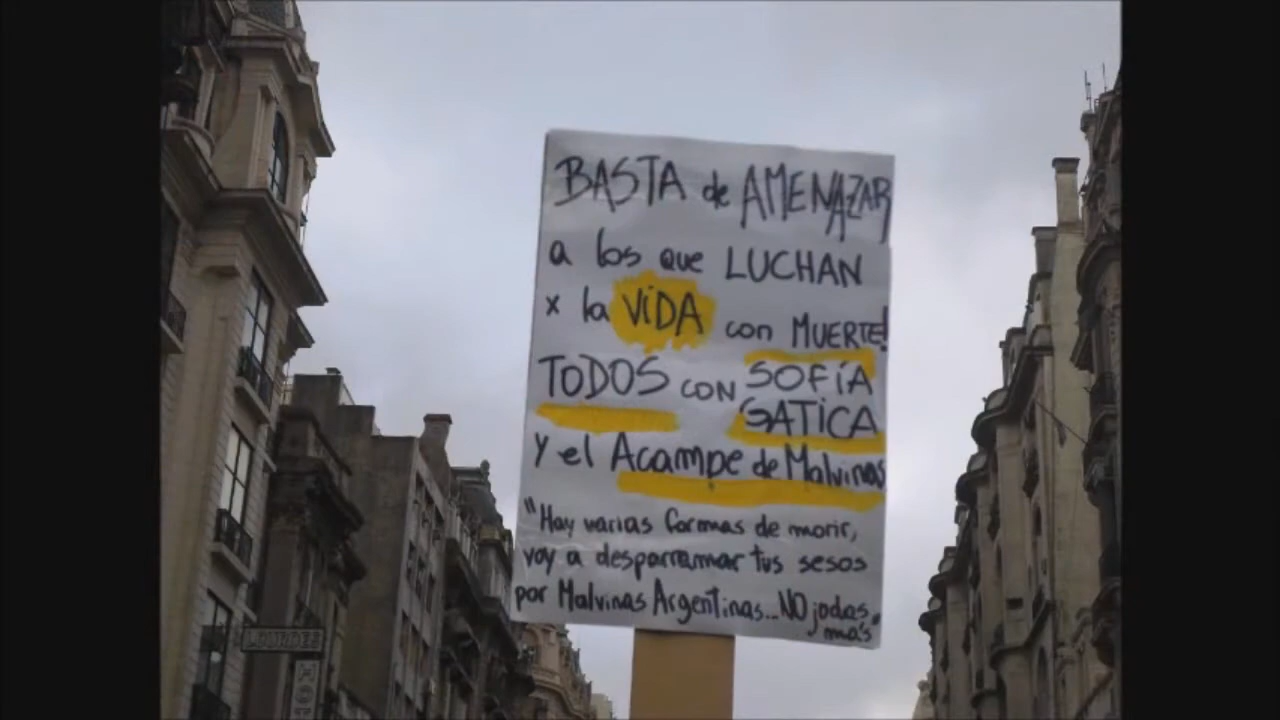 BASTA de AMENAZAR
a los que LUCHAN
x la VIDA con MUERTE!
TODOS con SOFÍA
GATICA
y el Acampe de Malvinas
"Hay varias formas de morir,
voy a desparramar tus sesos
por Malvinas Argentinas... NO jodas
más"
LOURDES
HOT